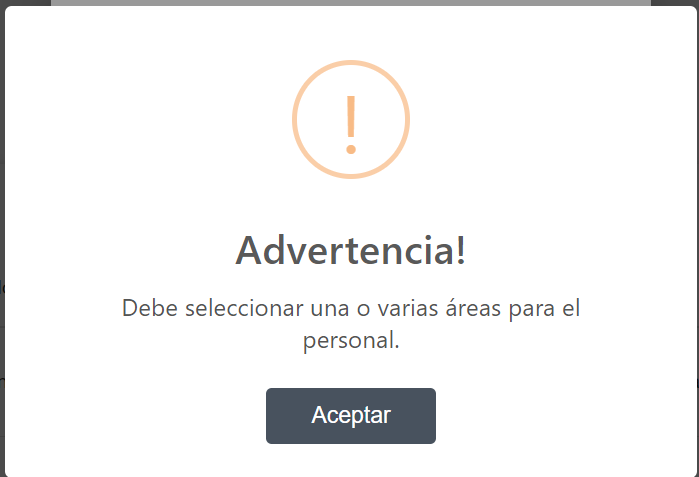 Advertencia!
Debe seleccionar una o varias áreas para el
personal.
Aceptar